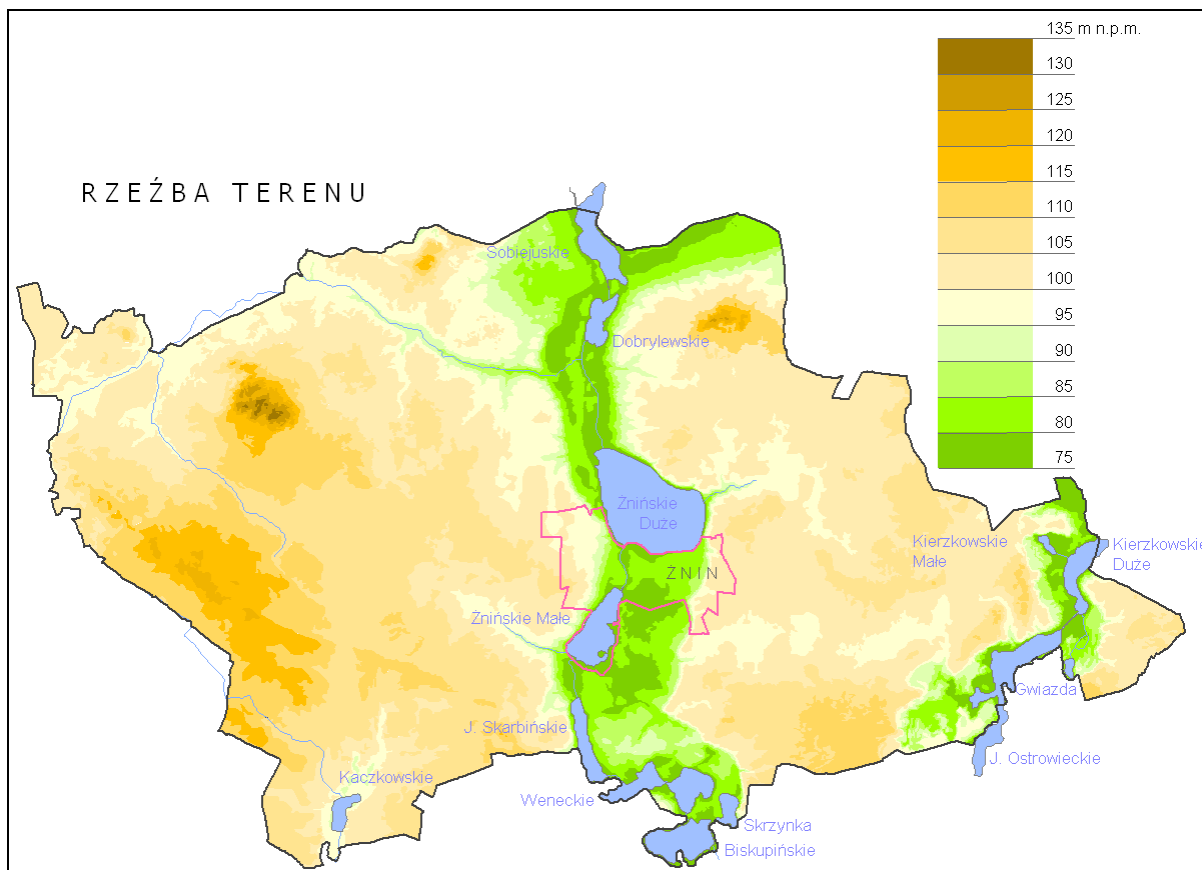 135 m n.p.m.
130
125
120
115
110
105
100
95
90
85
80
75
RZEŹBA TERENU
Sobiejuskie
Dobrylewskie
Żnińskie
Duże
Kierzkowskie
Małe
Kierzkowskie
Duże
ŻNIN
Żnińskie Małe
Gwiazda
J. Skarbińskie
J. Ostrowieckie
Kaczkowskie
Weneckie
Skrzynka
Biskupińskie